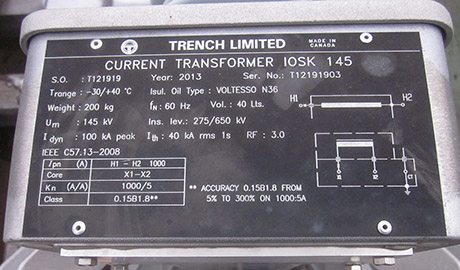 TRENCH LIMITED MADE IN CANADA
CURRENT TRANSFORMER IOSK 145
S.O. : T121919 Year: 2013 Ser. No.: T12191903
Trange : -30/+40 °C Insul. Oil Type: VOLTESSO N36
Weight : 200 kg fN : 60 Hz Vol.: 40 Lts.
Um : 145 kV Ins. lev.: 275/650 kV
Idyn : 100 kA peak Ith : 40 kA rms 1s RF : 3.0
IEEE C57.13-2008
Ipn (A) H1 - H2 1000
Core X1-X2
Kn (A/A) 1000/5
Class 0.15B1.8**
** ACCURACY 0.15B1.8 FROM
5% TO 300% ON 1000:5A
H1 H2
X1 X2 CT